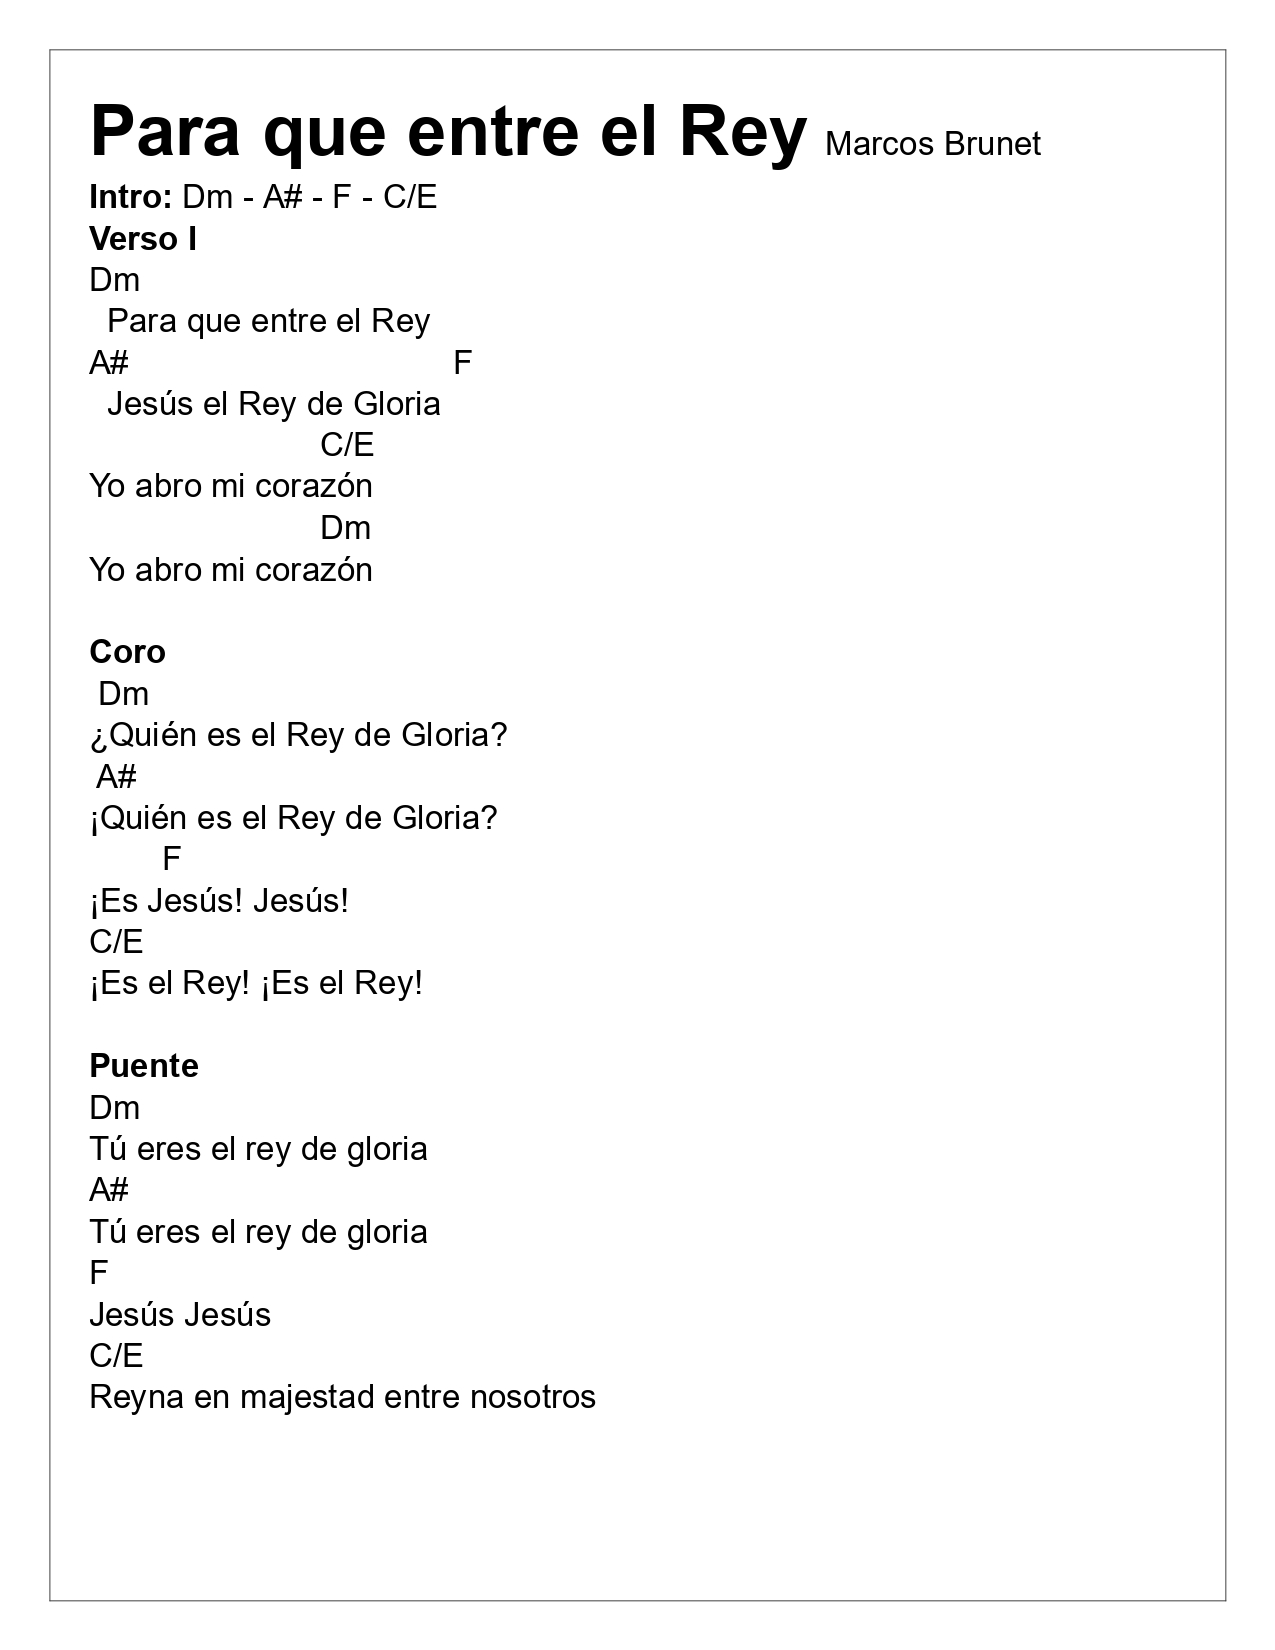 Para que entre el Rey Marcos Brunet
Intro: Dm - A# - F - C/E
Verso I
Dm
Para que entre el Rey
A# F
Jesús el Rey de Gloria
C/E
Yo abro mi corazón
Dm
Yo abro mi corazón
Coro
Dm
¿Quién es el Rey de Gloria?
A#
¡Quién es el Rey de Gloria?
F
¡Es Jesús! Jesús!
C/E
¡Es el Rey! ¡Es el Rey!
Puente
Dm
Tú eres el rey de gloria
A#
Tú eres el rey de gloria
F
Jesús Jesús
C/E
Reyna en majestad entre nosotros